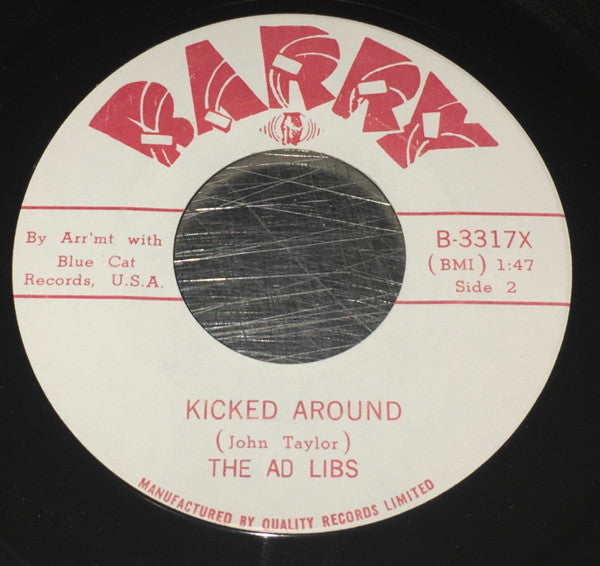 BARRY
By Arr'mt with
Blue Cat
Records, U.S.A.
B-3317X
(BMI) 1:47
Side 2
KICKED AROUND
(John Taylor)
THE AD LIBS
MANUFACTURED BY QUALITY RECORDS LIMITED